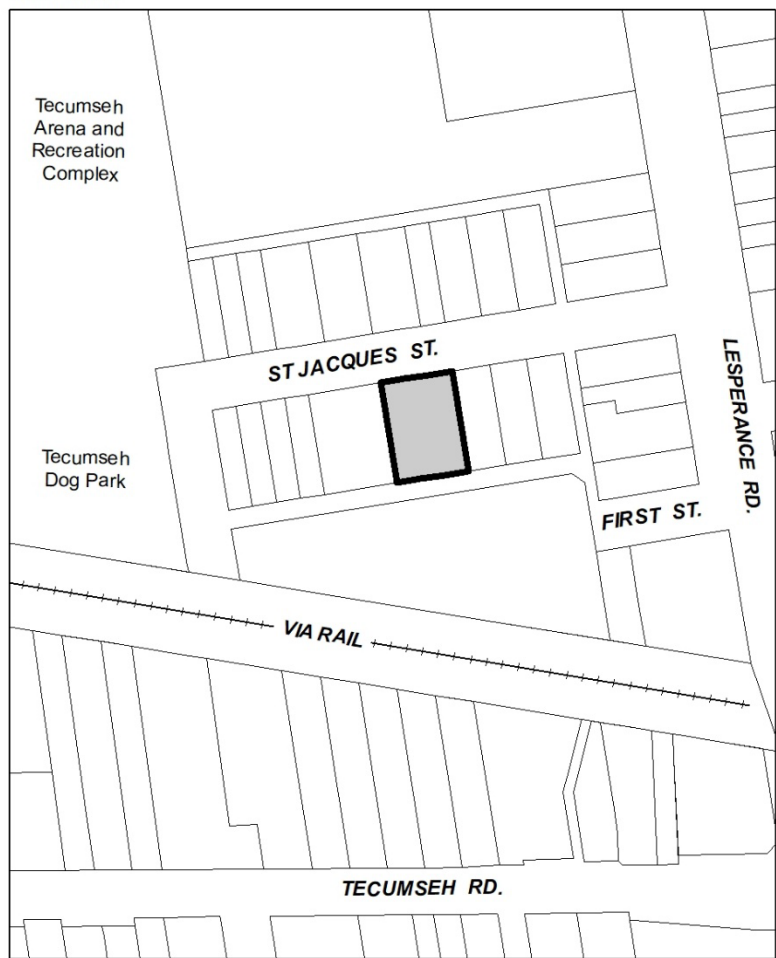 Tecumseh
Arena and
Recreation
Complex
ST JACQUES ST.
LESPERANCE RD.
Tecumseh
Dog Park
FIRST ST.
VIA RAIL
TECUMSEH RD.